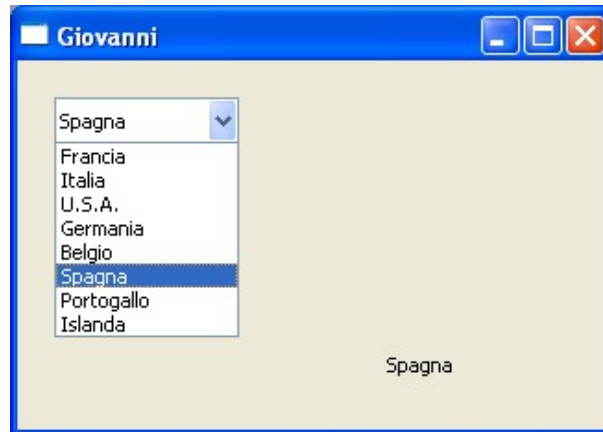 Giovanni
Spagna
Francia
Italia
U.S.A.
Germania
Belgio
Spagna
Portogallo
Islanda
Spagna